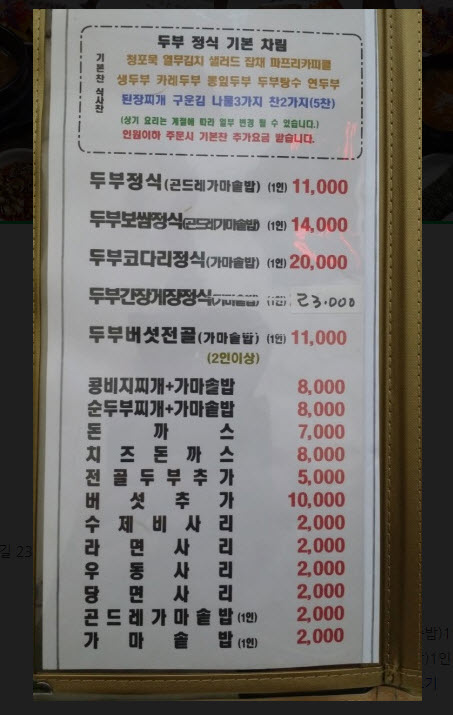 두부 정식 기본 차림
기본찬 식사찬
청포묵 열무김치 샐러드 잡채 파프리카피클
생두부 카레두부 통일두부 두부탕수 연두부
된장찌개 구운김 나물3가지 찬2가지(5찬)
(상기 요리는 계절에 따라 일부 변경 될 수 있습니다.)
인원이하 주문시 기본찬 추가요금 받습니다.
두부정식(곤드레가마솥밥) (1인) 11,000
두부보쌈정식(곤드레가마솥밥) (1인) 14,000
두부코다리정식(가마솥밥) (1인) 20,000
두부간장게장정식(가마솥밥) (1인) 23.000
두부버섯전골(가마솥밥) (1인) 11,000
(2인이상)
콩비지찌개+가마솥밥 8,000
순두부찌개+가마솥밥 8,000
돈까스 7,000
치즈돈까스 8,000
전골두부추가 5,000
버섯추가 10,000
수제비사리 2,000
라면사리 2,000
우동사리 2,000
당면사리 2,000
곤드레가마솥밥(1인) 2,000
가마솥밥(1인) 2,000
길 23
밥)1
)1인
기